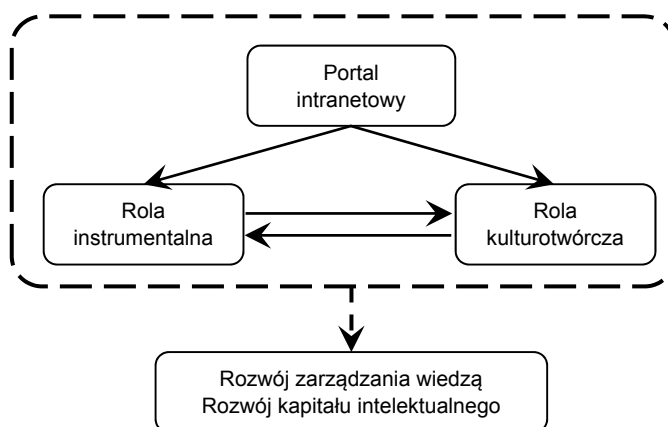 Portal
intranetowy
Rola
instrumentalna
Rola
kulturotwórcza
Rozwój zarządzania wiedzą
Rozwój kapitału intelektualnego